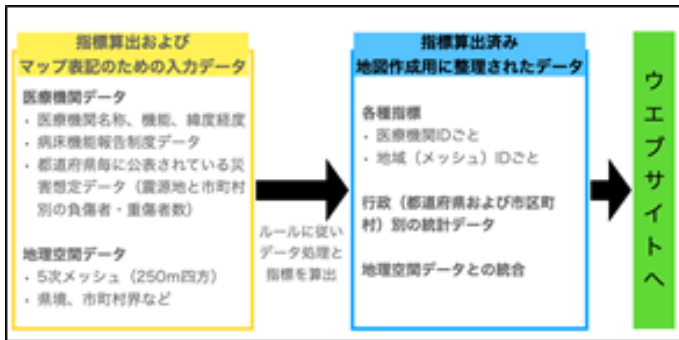 指標算出および
マップ表記のための入力データ
医療機関データ
・ 医療機関名称、機能、緯度経度
・ 病床機能報告制度データ
・ 都道府県毎に公表されている災
害想定データ（震源地と市町村
別の負傷者・重傷者数）
地理空間データ
・ 5次メッシュ（250m四方）
・ 県境、市町村界など
ルールに従い
データ処理と
指標を算出
指標算出済み
地図作成用に整理されたデータ
各種指標
・ 医療機関IDごと
・ 地域（メッシュ）IDごと
行政（都道府県および市区町
村）別の統計データ
地理空間データとの統合
ウエブサイトへ